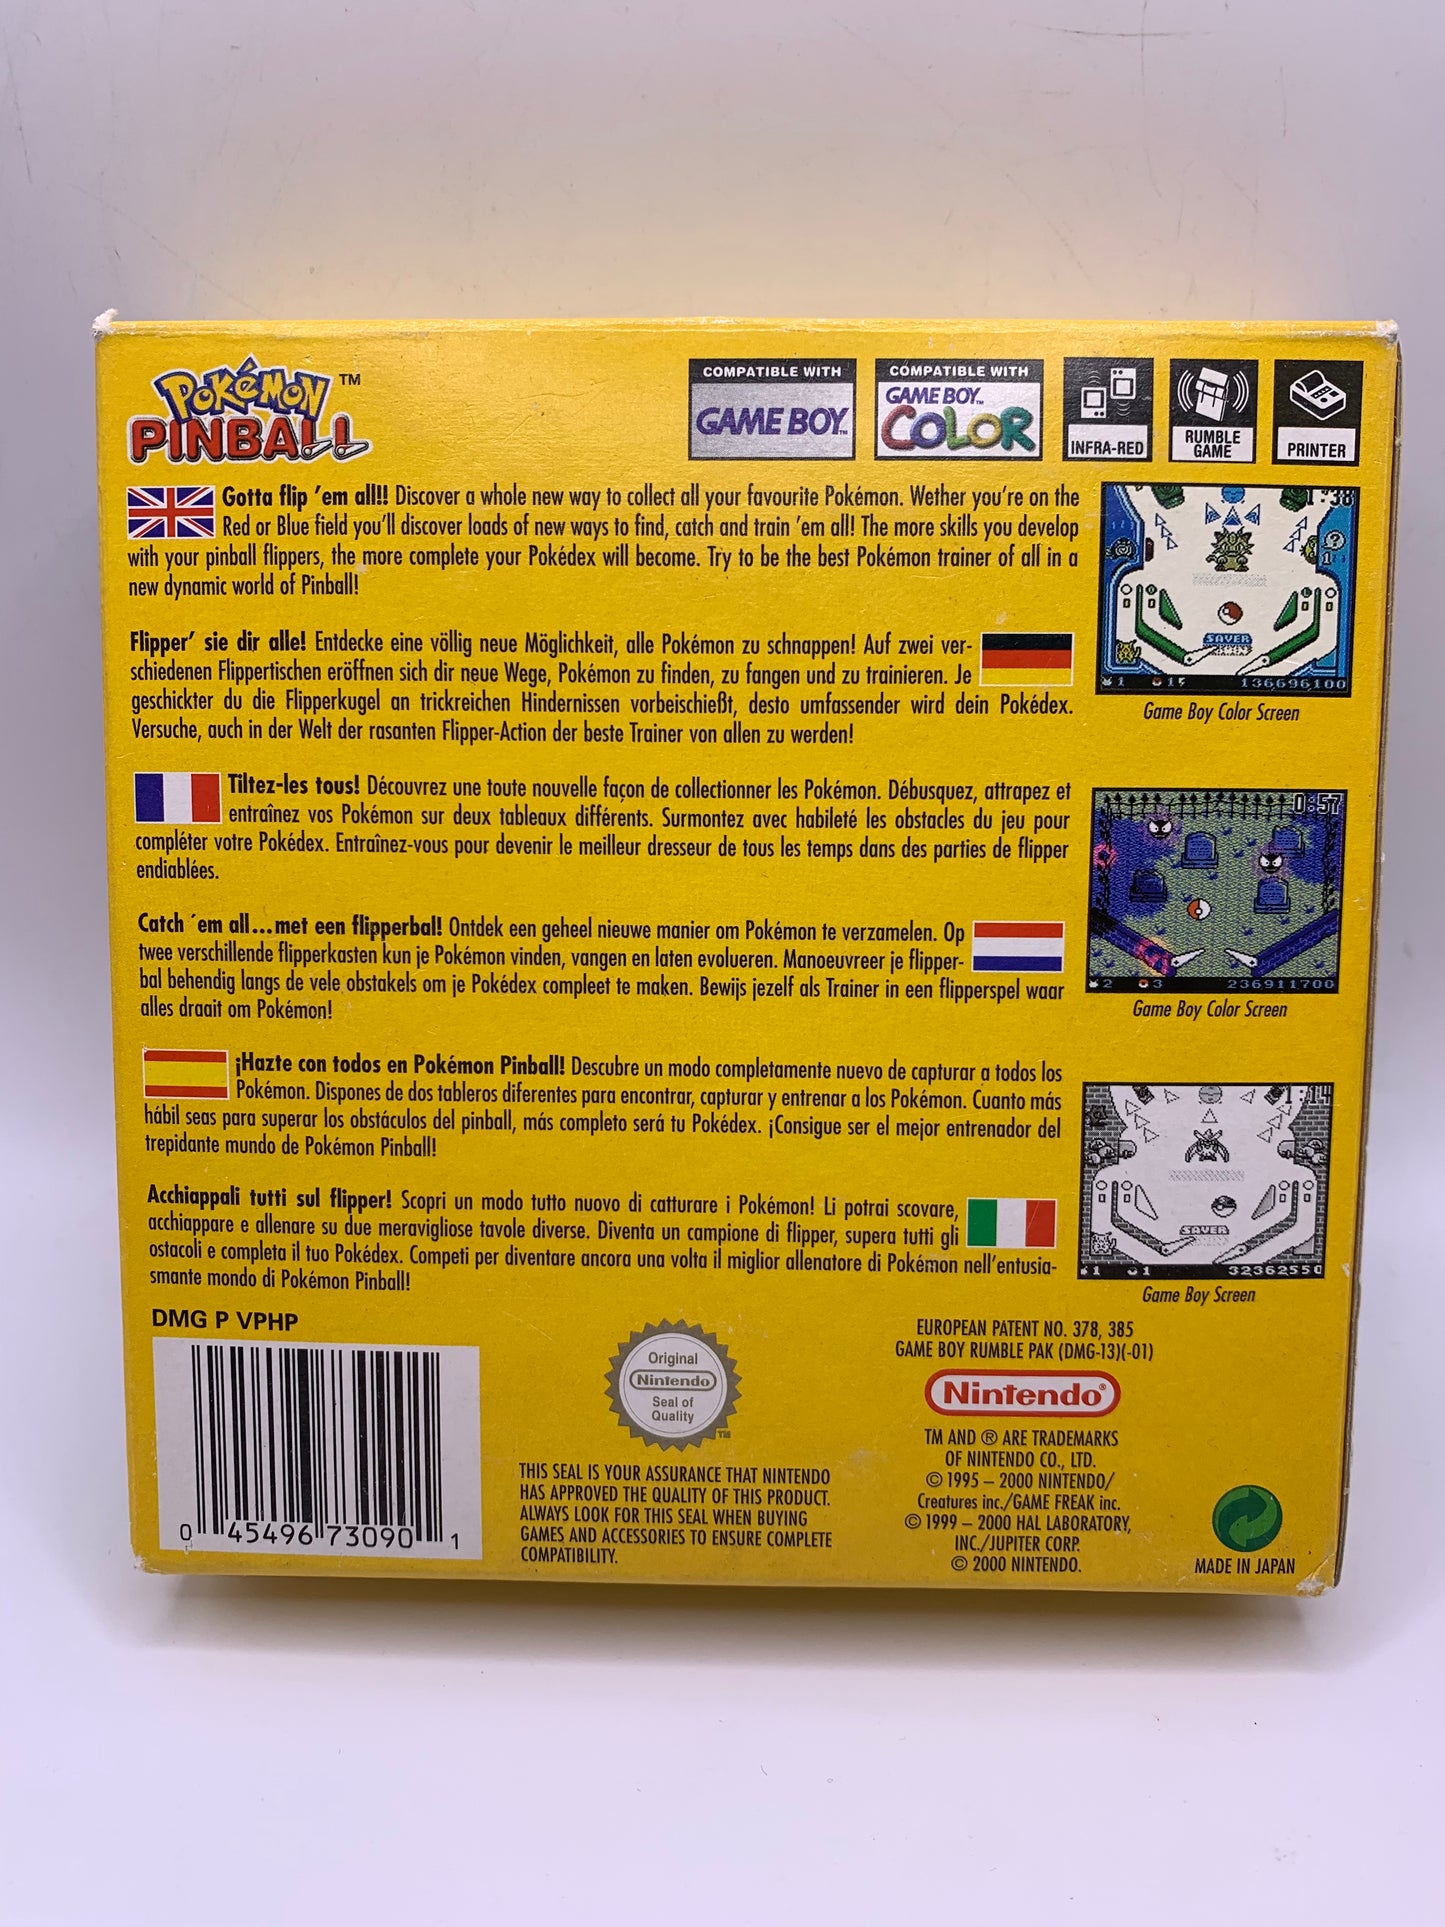 POKéMON™
PINBALL
COMPATIBLE WITH
GAME BOY™
COMPATIBLE WITH
GAME BOY™
COLOR
INFRA-RED
RUMBLE
GAME
PRINTER
Gotta flip 'em all!! Discover a whole new way to collect all your favourite Pokémon. Wether you're on the
Red or Blue field you'll discover loads of new ways to find, catch and train 'em all! The more skills you develop
with your pinball flippers, the more complete your Pokédex will become. Try to be the best Pokémon trainer of all in a
new dynamic world of Pinball!
1:38
SAVER
1 1 136696100
Game Boy Color Screen
Flipper' sie dir alle! Entdecke eine völlig neue Möglichkeit, alle Pokémon zu schnappen! Auf zwei ver-
schiedenen Flippertischen eröffnen sich dir neue Wege, Pokémon zu finden, zu fangen und zu trainieren. Je
geschickter du die Flipperkugel an trickreichen Hindernissen vorbeischießt, desto umfassender wird dein Pokédex.
Versuche, auch in der Welt der rasanten Flipper-Action der beste Trainer von allen zu werden!
Tiltez-les tous! Découvrez une toute nouvelle façon de collectionner les Pokémon. Débusquez, attrapez et
entraînez vos Pokémon sur deux tableaux différents. Surmontez avec habileté les obstacles du jeu pour
compléter votre Pokédex. Entraînez-vous pour devenir le meilleur dresseur de tous les temps dans des parties de flipper
endiablées.
0:57
2 3 236911700
Game Boy Color Screen
Catch ´em all...met een flipperbal! Ontdek een geheel nieuwe manier om Pokémon te verzamelen. Op
twee verschillende flipperkasten kun je Pokémon vinden, vangen en laten evolueren. Manoeuvreer je flipper-
bal behendig langs de vele obstakels om je Pokédex compleet te maken. Bewijs jezelf als Trainer in een flipperspel waar
alles draait om Pokémon!
¡Hazte con todos en Pokémon Pinball! Descubre un modo completamente nuevo de capturar a todos los
Pokémon. Dispones de dos tableros diferentes para encontrar, capturar y entrenar a los Pokémon. Cuanto más
hábil seas para superar los obstáculos del pinball, más completo será tu Pokédex. ¡Consigue ser el mejor entrenador del
trepidante mundo de Pokémon Pinball!
1:14
SAVER
1 1 32362550
Game Boy Screen
Acchiappali tutti sul flipper! Scopri un modo tutto nuovo di catturare i Pokémon! Li potrai scovare,
acchiappare e allenare su due meravigliose tavole diverse. Diventa un campione di flipper, supera tutti gli
ostacoli e completa il tuo Pokédex. Competi per diventare ancora una volta il miglior allenatore di Pokémon nell'entusia-
smante mondo di Pokémon Pinball!
DMG P VPHP
0 45496 73090 1
Original
Nintendo
Seal of
Quality
TM
THIS SEAL IS YOUR ASSURANCE THAT NINTENDO
HAS APPROVED THE QUALITY OF THIS PRODUCT.
ALWAYS LOOK FOR THIS SEAL WHEN BUYING
GAMES AND ACCESSORIES TO ENSURE COMPLETE
COMPATIBILITY.
EUROPEAN PATENT NO. 378, 385
GAME BOY RUMBLE PAK (DMG-13)(-01)
Nintendo®
TM AND ® ARE TRADEMARKS
OF NINTENDO CO., LTD.
© 1995 – 2000 NINTENDO/
Creatures inc./GAME FREAK inc.
© 1999 – 2000 HAL LABORATORY,
INC./JUPITER CORP.
© 2000 NINTENDO.
MADE IN JAPAN